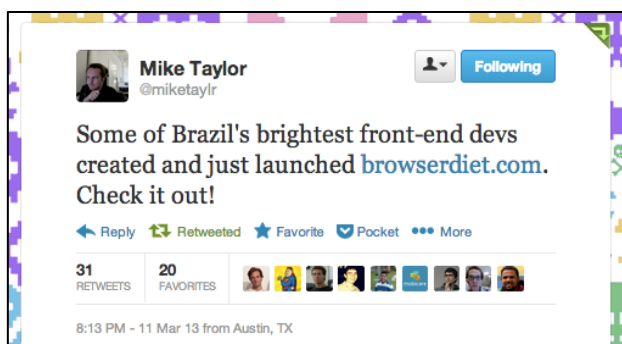 Mike Taylor
@miketaylr
Following
Some of Brazil's brightest front-end devs
created and just launched browserdiet.com.
Check it out!
Reply Retweeted Favorite Pocket More
31 20
RETWEETS FAVORITES
8:13 PM - 11 Mar 13 from Austin, TX